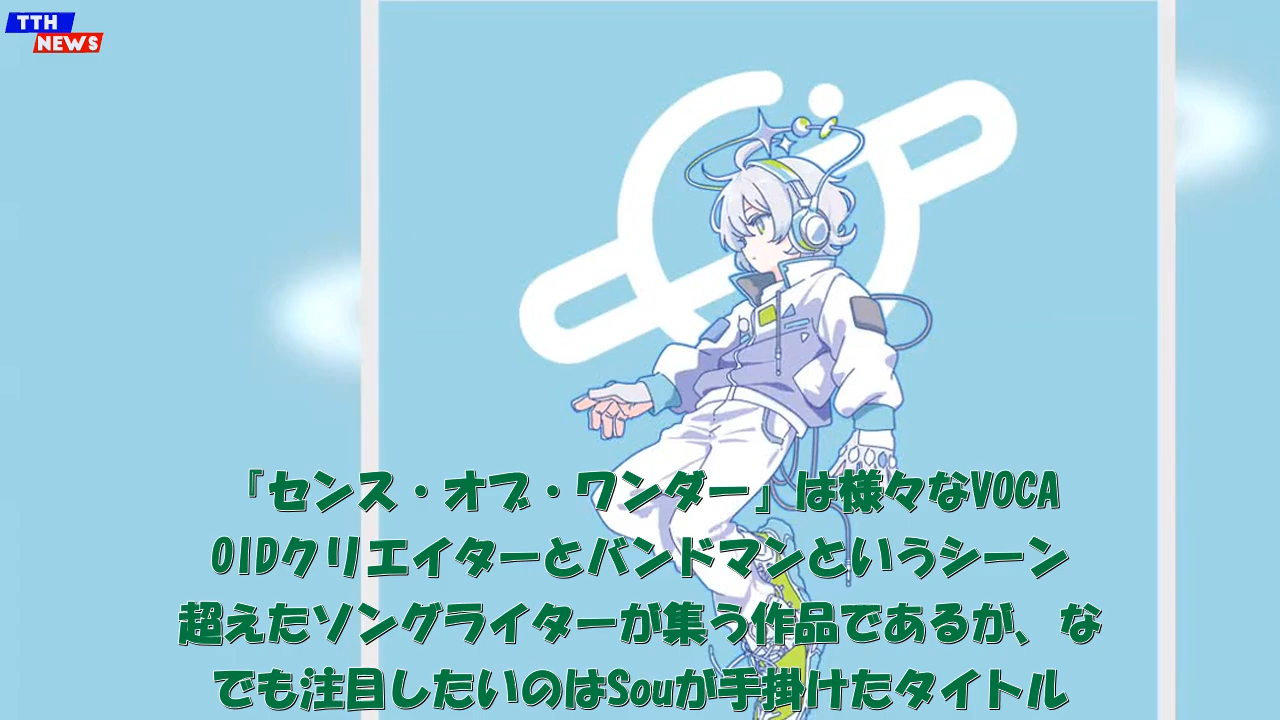 TTH
NEWS
『センス・オブ・ワンダー』は様々なVOCA
OIDクリエイターとバンドマンというシーン
超えたソングライターが集う作品であるが、な
でも注目したいのはSouが手掛けたタイトル